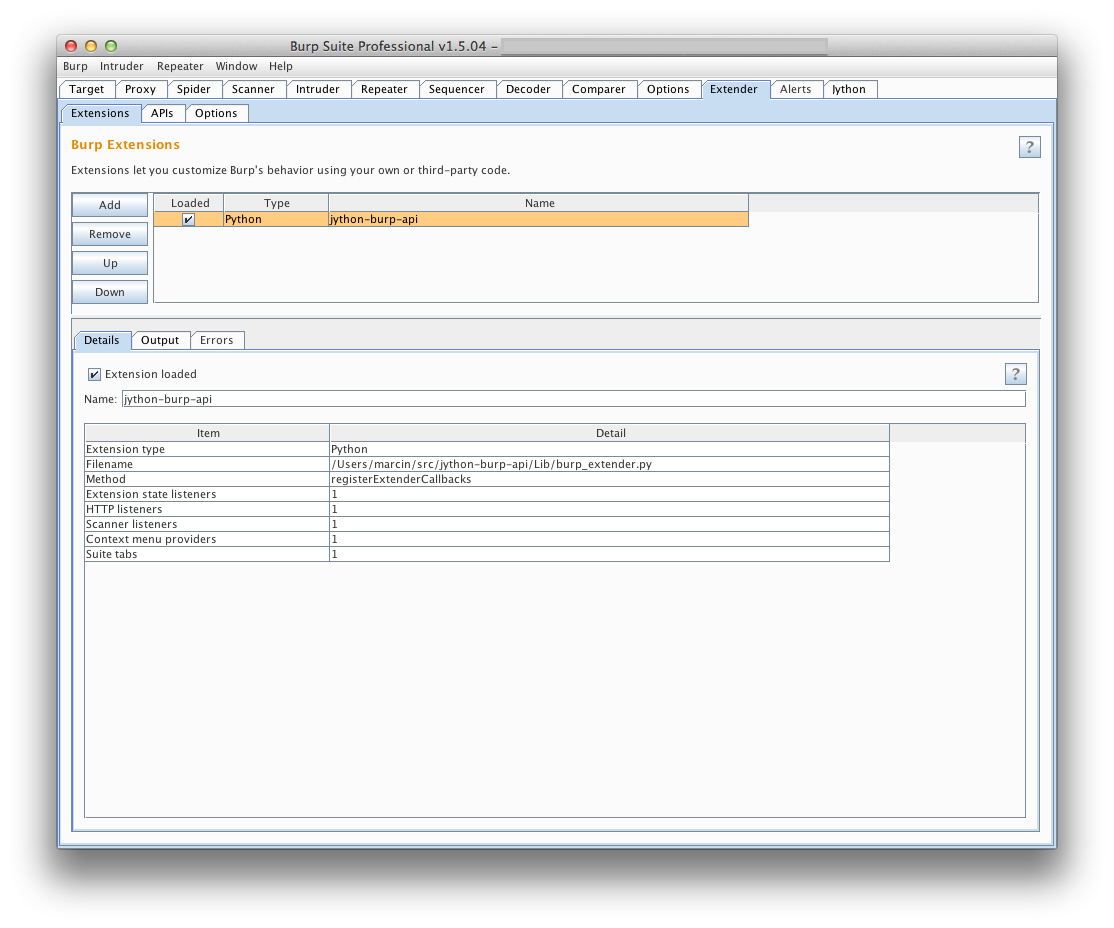 Burp Suite Professional v1.5.04 –
Burp Intruder Repeater Window Help
Target Proxy Spider Scanner Intruder Repeater Sequencer Decoder Comparer Options Extender Alerts Jython
Extensions APIs Options
Burp Extensions
?
Extensions let you customize Burp's behavior using your own or third-party code.
Add
Remove
Up
Down
Loaded Type Name
Python jython-burp-api
Details Output Errors
Extension loaded
?
Name: jython-burp-api
Item Detail
Extension type Python
Filename /Users/marcin/src/jython-burp-api/Lib/burp_extender.py
Method registerExtenderCallbacks
Extension state listeners 1
HTTP listeners 1
Scanner listeners 1
Context menu providers 1
Suite tabs 1